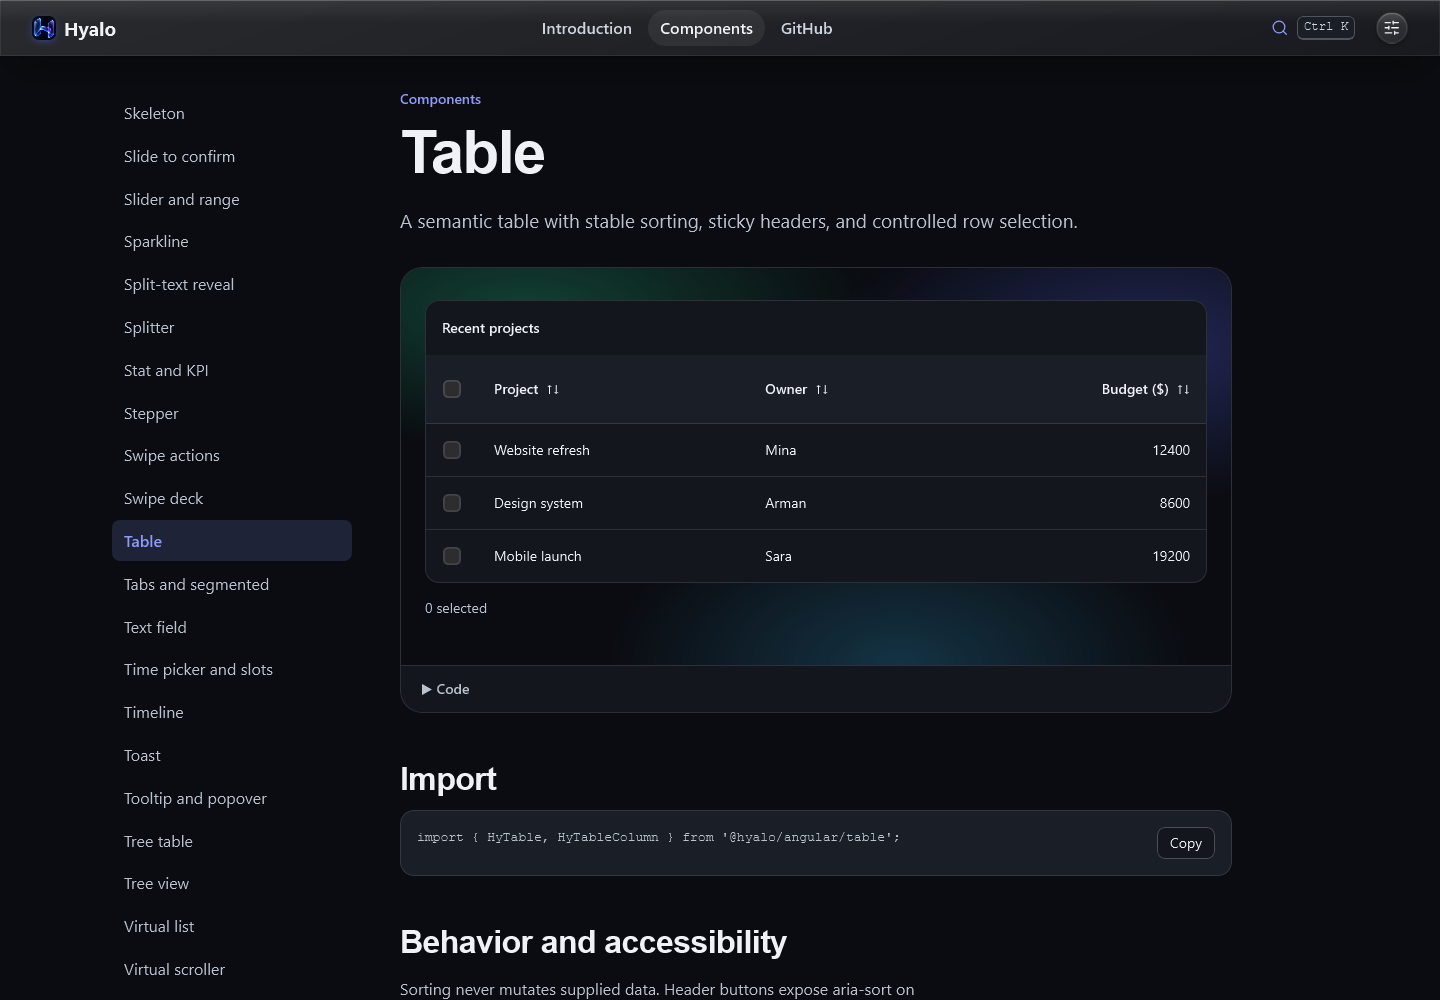 Hyalo
Introduction
Components
GitHub
Ctrl K
Skeleton
Slide to confirm
Slider and range
Sparkline
Split-text reveal
Splitter
Stat and KPI
Stepper
Swipe actions
Swipe deck
Table
Tabs and segmented
Text field
Time picker and slots
Timeline
Toast
Tooltip and popover
Tree table
Tree view
Virtual list
Virtual scroller
Components
Table
A semantic table with stable sorting, sticky headers, and controlled row selection.
Recent projects
Project ↑↓ Owner ↑↓ Budget ($) ↑↓
Website refresh Mina 12400
Design system Arman 8600
Mobile launch Sara 19200
0 selected
▶ Code
Import
import { HyTable, HyTableColumn } from '@hyalo/angular/table';
Copy
Behavior and accessibility
Sorting never mutates supplied data. Header buttons expose aria-sort on